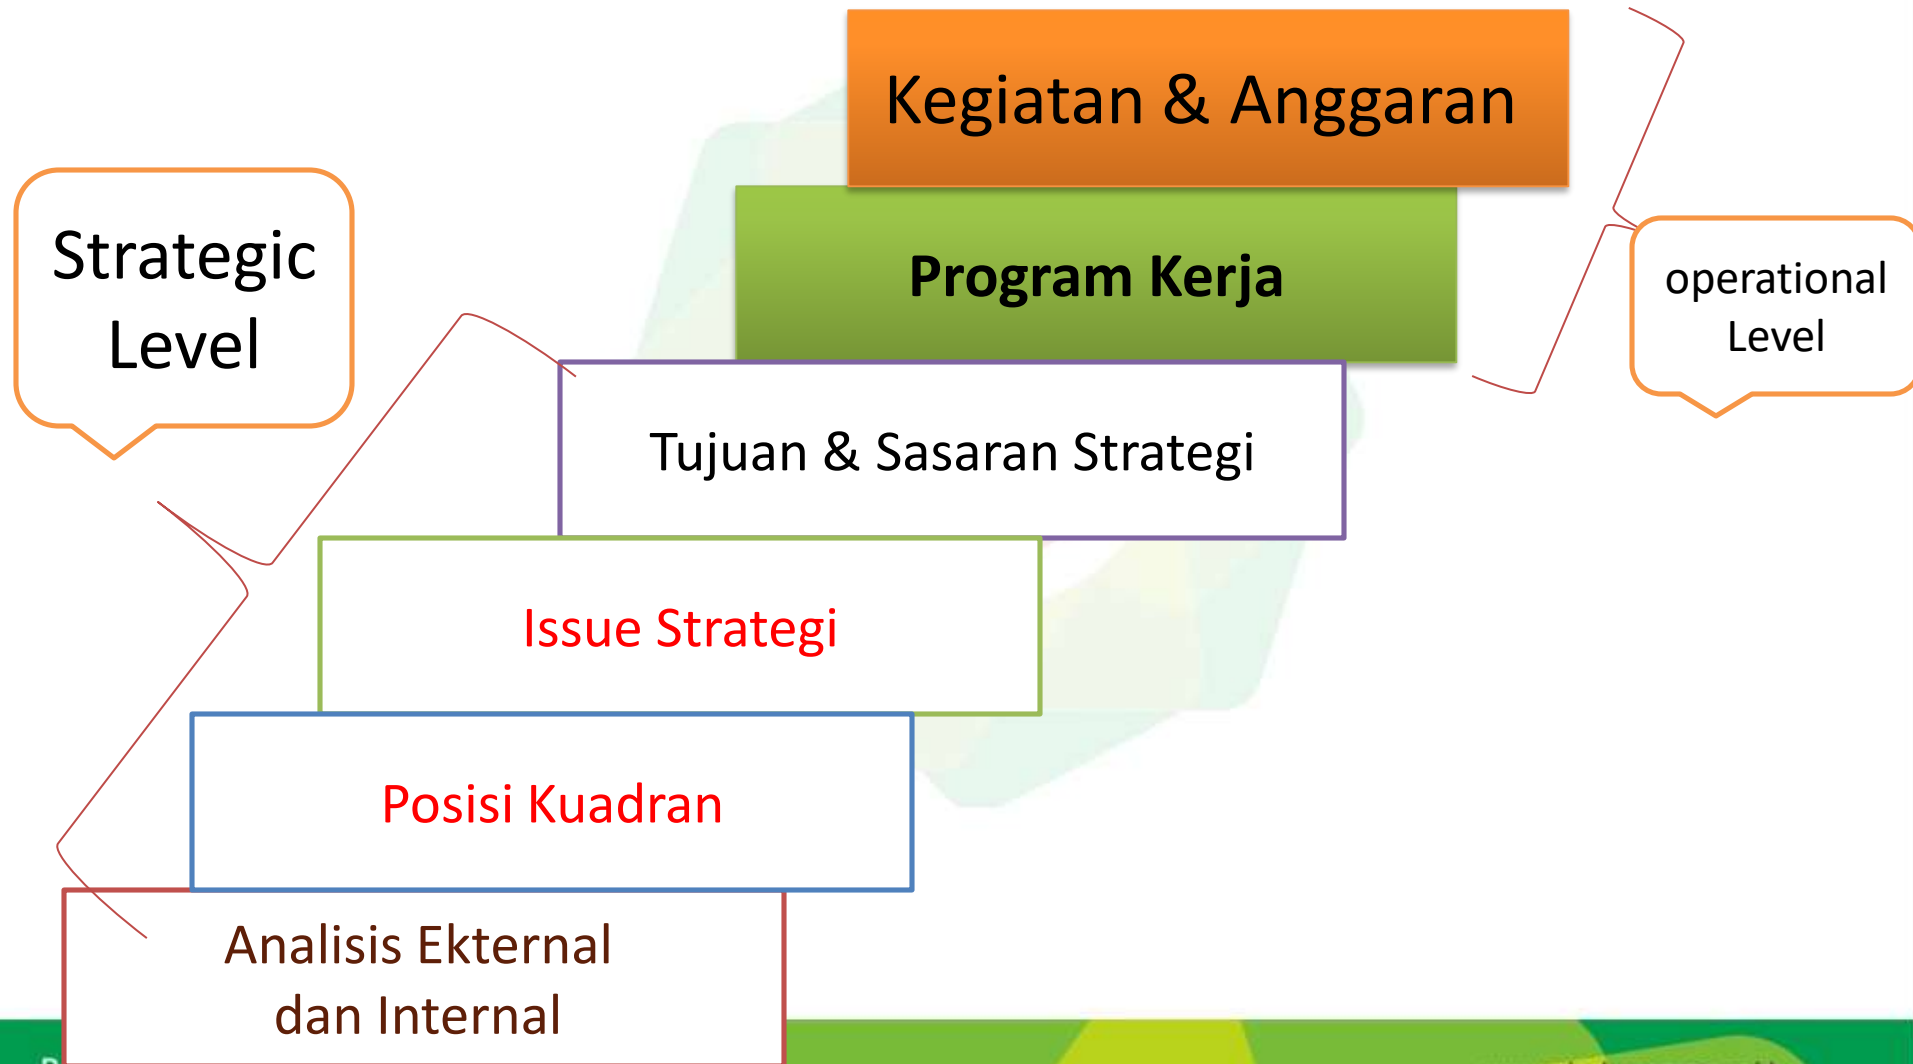 Kegiatan & Anggaran
Strategic
Level
Program Kerja
operational
Level
Tujuan & Sasaran Strategi
Issue Strategi
Posisi Kuadran
Analisis Ekternal
dan Internal